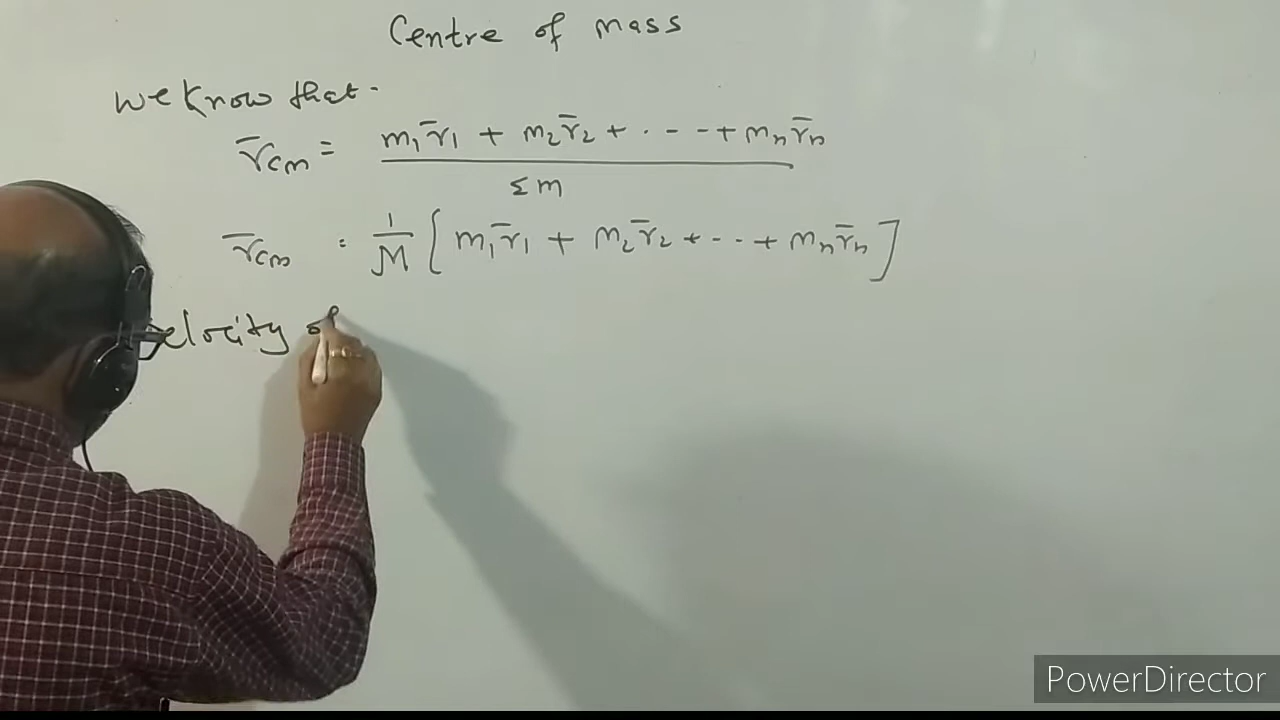 Centre of mass
We Know that -
r̄cm = m₁r̄₁ + m₂r̄₂ + . - - + mₙr̄ₙ
Σm
r̄cm = 1/M [ m₁r̄₁ + m₂r̄₂ + - - + mₙr̄ₙ ]
elocity of
PowerDirector